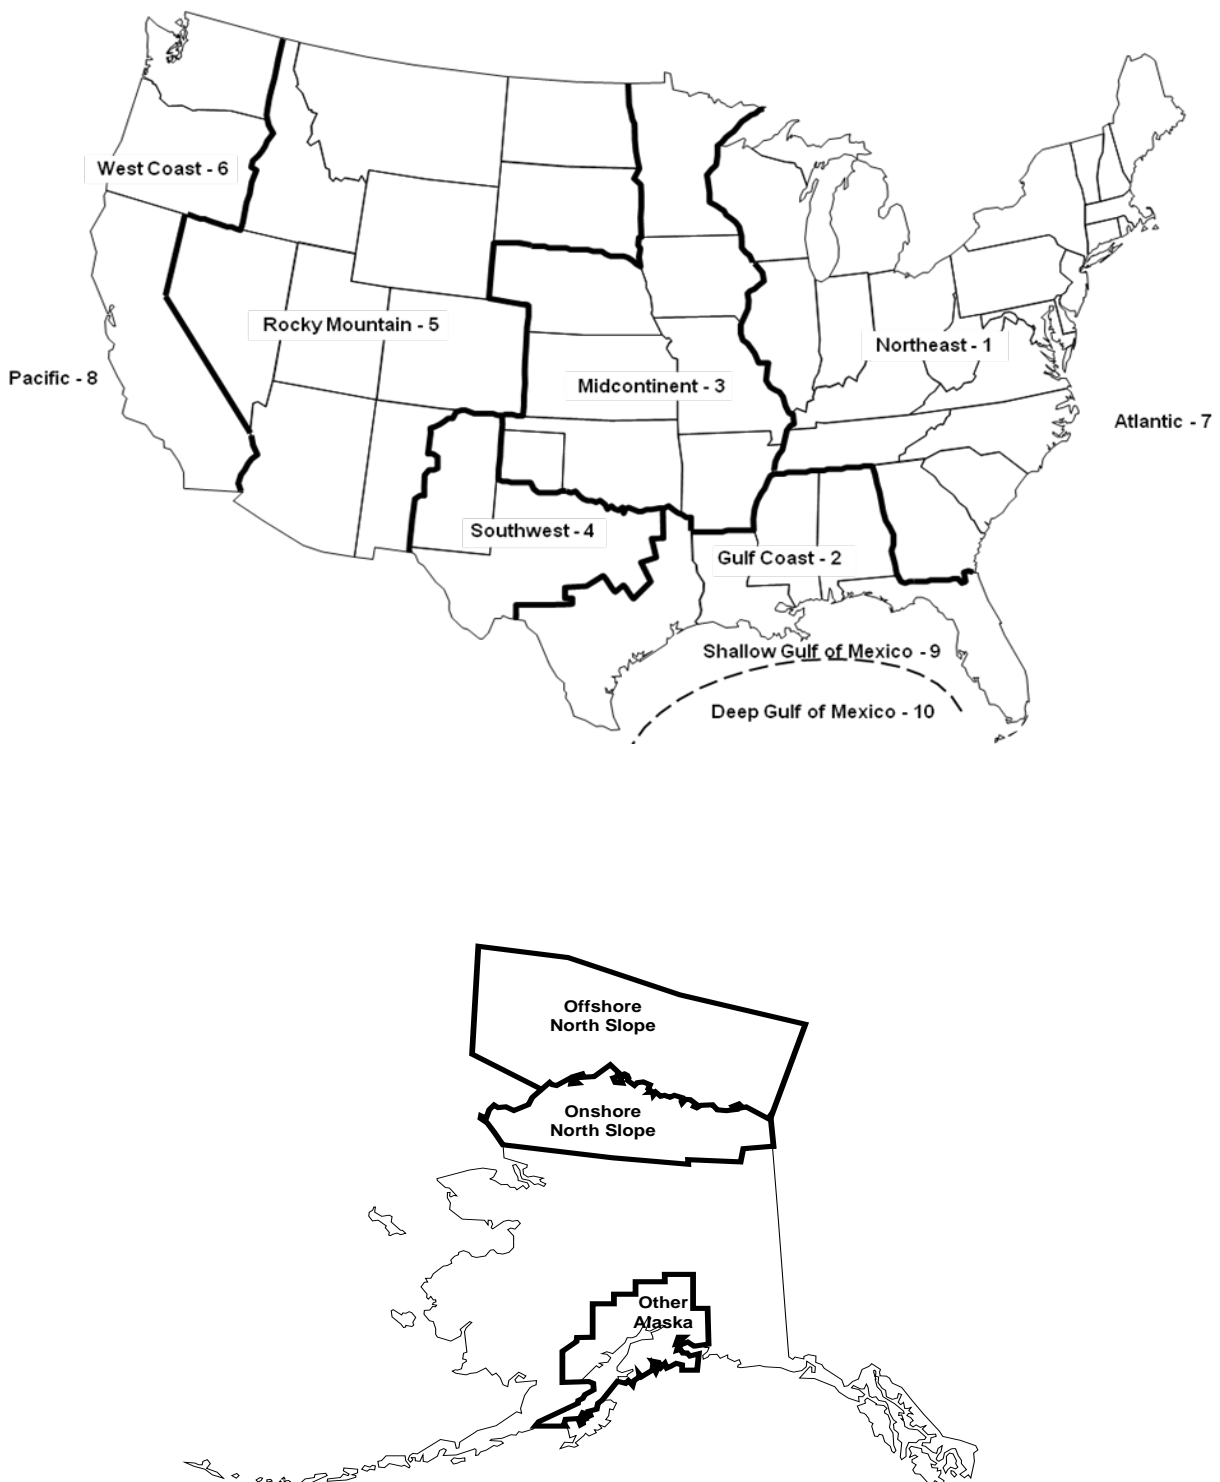 West Coast - 6
Rocky Mountain - 5
Northeast - 1
Pacific - 8
Midcontinent - 3
Atlantic - 7
Southwest - 4
Gulf Coast - 2
Shallow Gulf of Mexico - 9
Deep Gulf of Mexico - 10
Offshore
North Slope
Onshore
North Slope
Other
Alaska